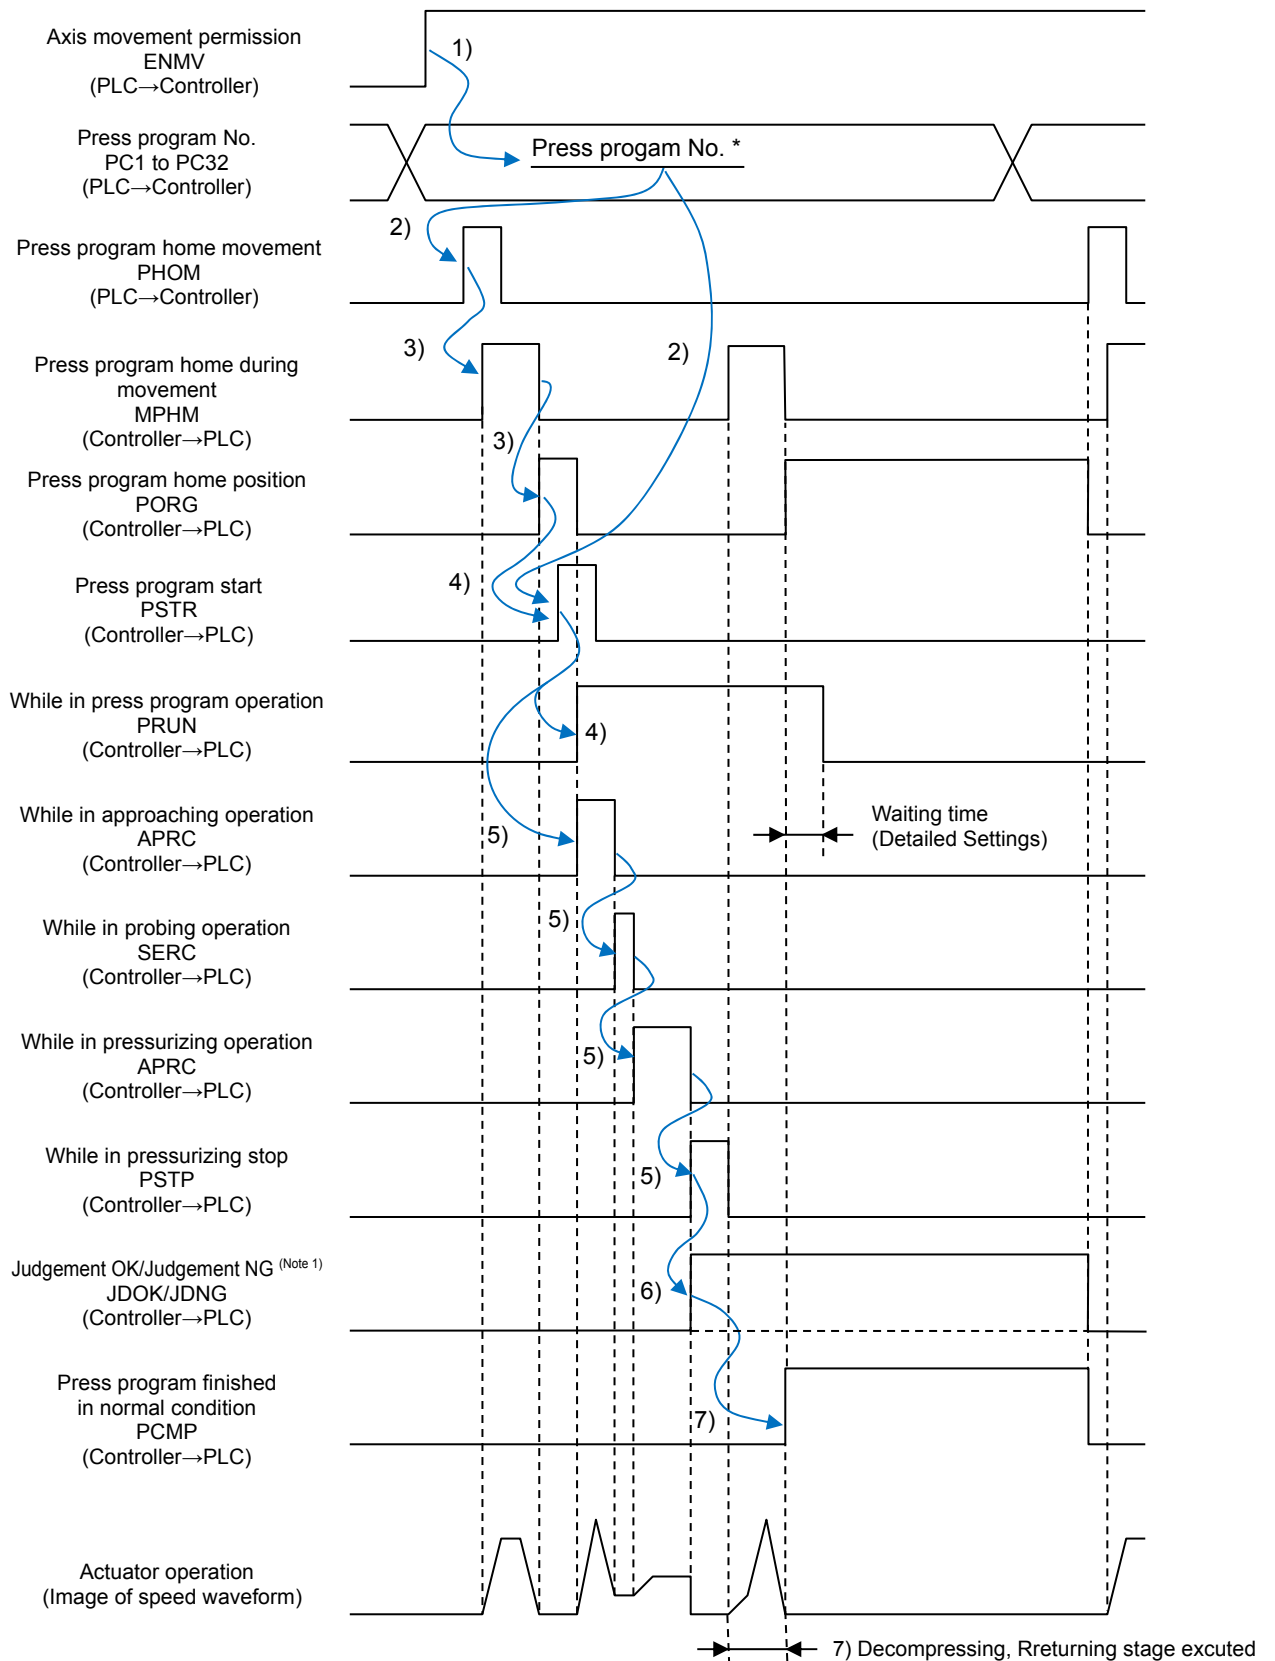 Axis movement permission
ENMV
(PLC→Controller)
1)
Press program No.
PC1 to PC32
(PLC→Controller)
Press progam No. *
2)
Press program home movement
PHOM
(PLC→Controller)
3)
2)
Press program home during
movement
MPHM
(Controller→PLC)
3)
Press program home position
PORG
(Controller→PLC)
4)
Press program start
PSTR
(Controller→PLC)
While in press program operation
PRUN
(Controller→PLC)
4)
While in approaching operation
APRC
(Controller→PLC)
5)
Waiting time
(Detailed Settings)
While in probing operation
SERC
(Controller→PLC)
5)
While in pressurizing operation
APRC
(Controller→PLC)
5)
While in pressurizing stop
PSTP
(Controller→PLC)
5)
Judgement OK/Judgement NG (Note 1)
JDOK/JDNG
(Controller→PLC)
6)
Press program finished
in normal condition
PCMP
(Controller→PLC)
7)
Actuator operation
(Image of speed waveform)
7) Decompressing, Rreturning stage excuted